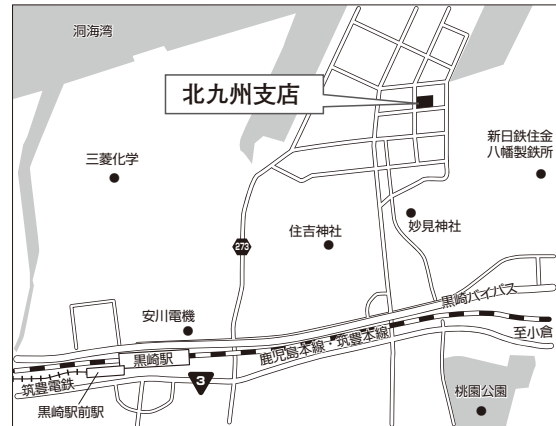 洞海湾
北九州支店
三菱化学
新日鉄住金
八幡製鉄所
273
住吉神社
妙見神社
黒崎バイパス
安川電機
黒崎駅
鹿児島本線・筑豊本線
至小倉
筑豊電鉄
3
黒崎駅前駅
桃園公園